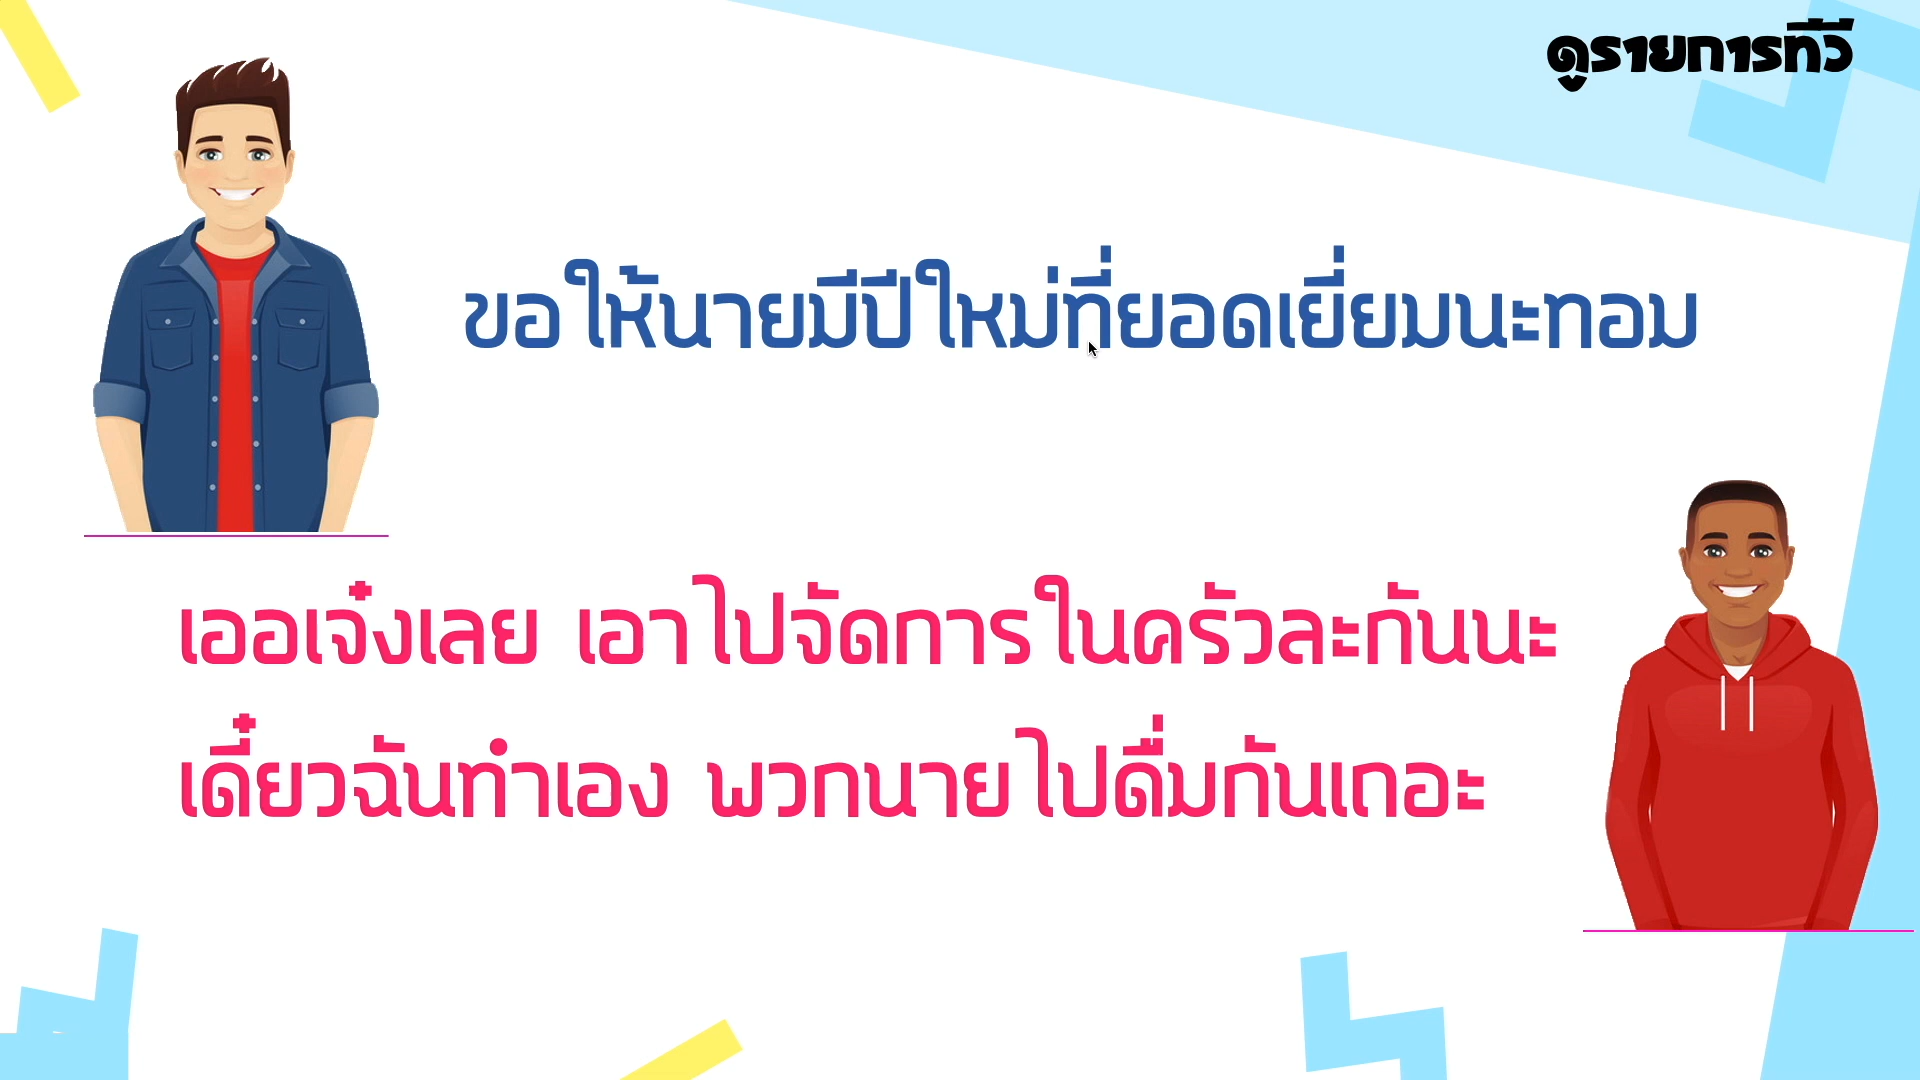 ดูรายการทีวี
ขอให้นายมีปีใหม่ที่ยอดเยี่ยมนะทอม
เออเจ๋งเลย เอาไปจัดการในครัวละกันนะ
เดี๋ยวฉันทำเอง พวกนายไปดื่มกันเถอะ